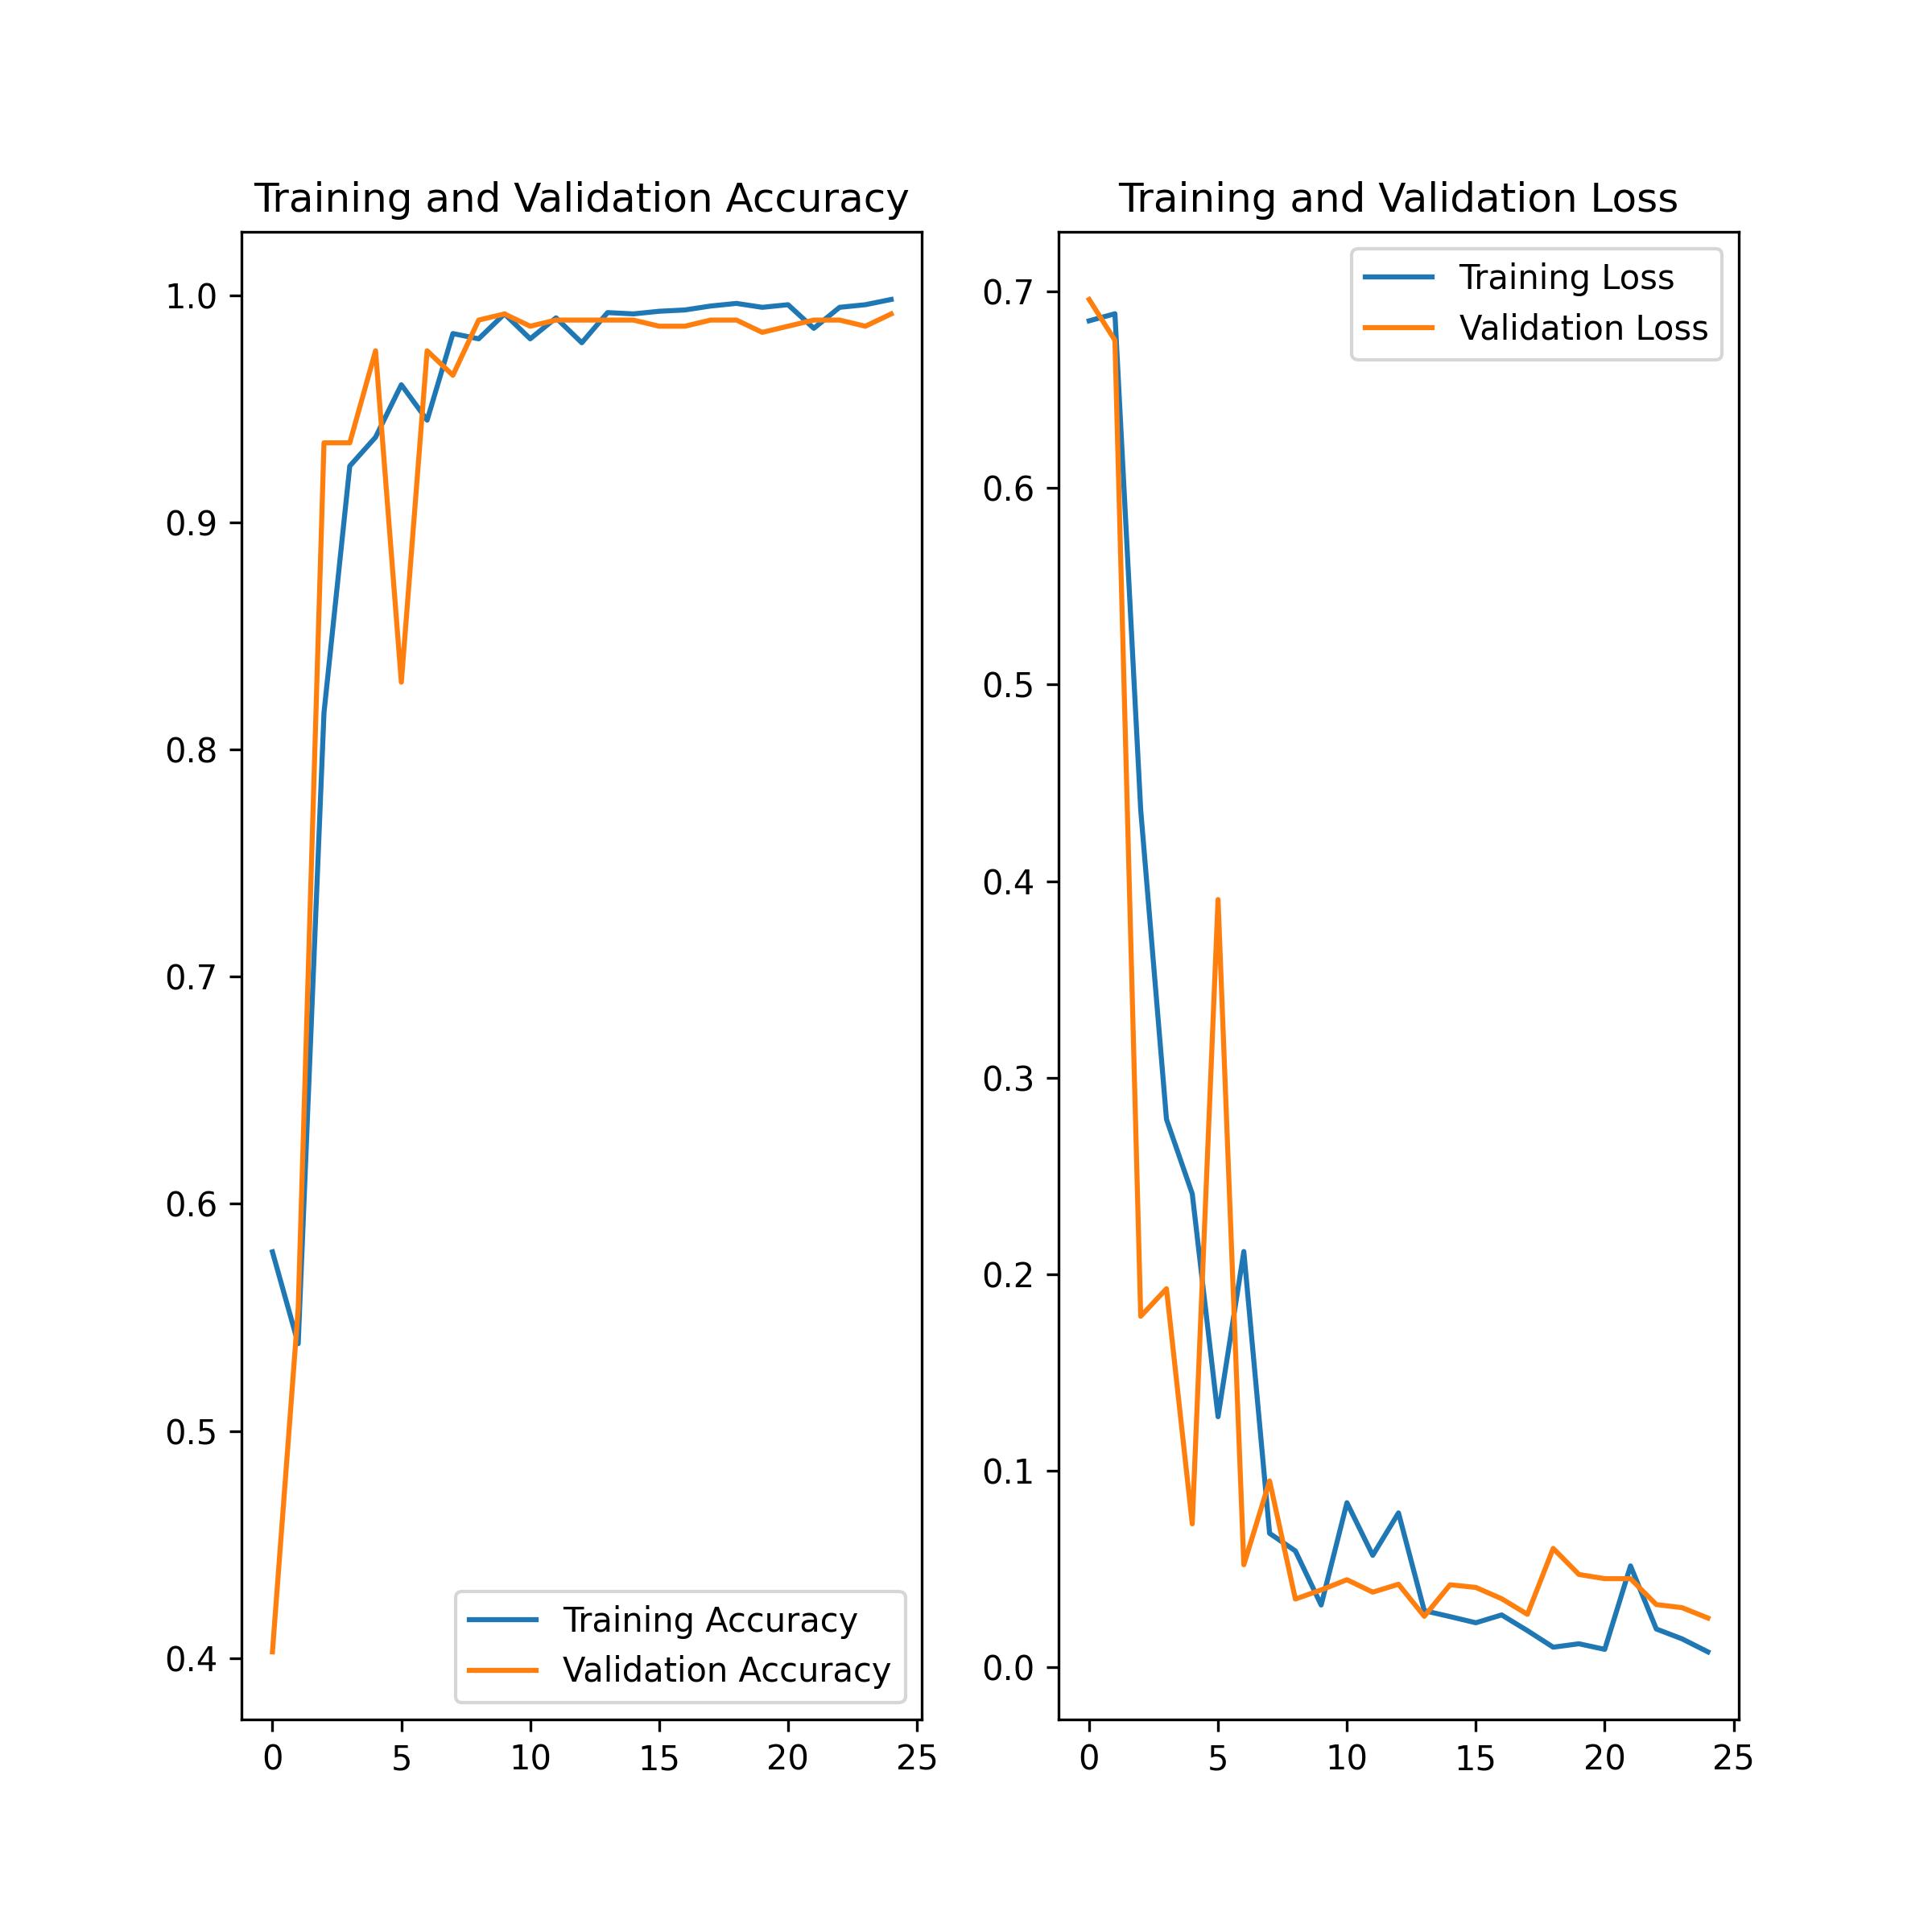 Training and Validation Accuracy
1.0
0.9
0.8
0.7
0.6
0.5
0.4
Training Accuracy
Validation Accuracy
0 5 10 15 20 25
Training and Validation Loss
Training Loss
Validation Loss
0.7
0.6
0.5
0.4
0.3
0.2
0.1
0.0
0 5 10 15 20 25